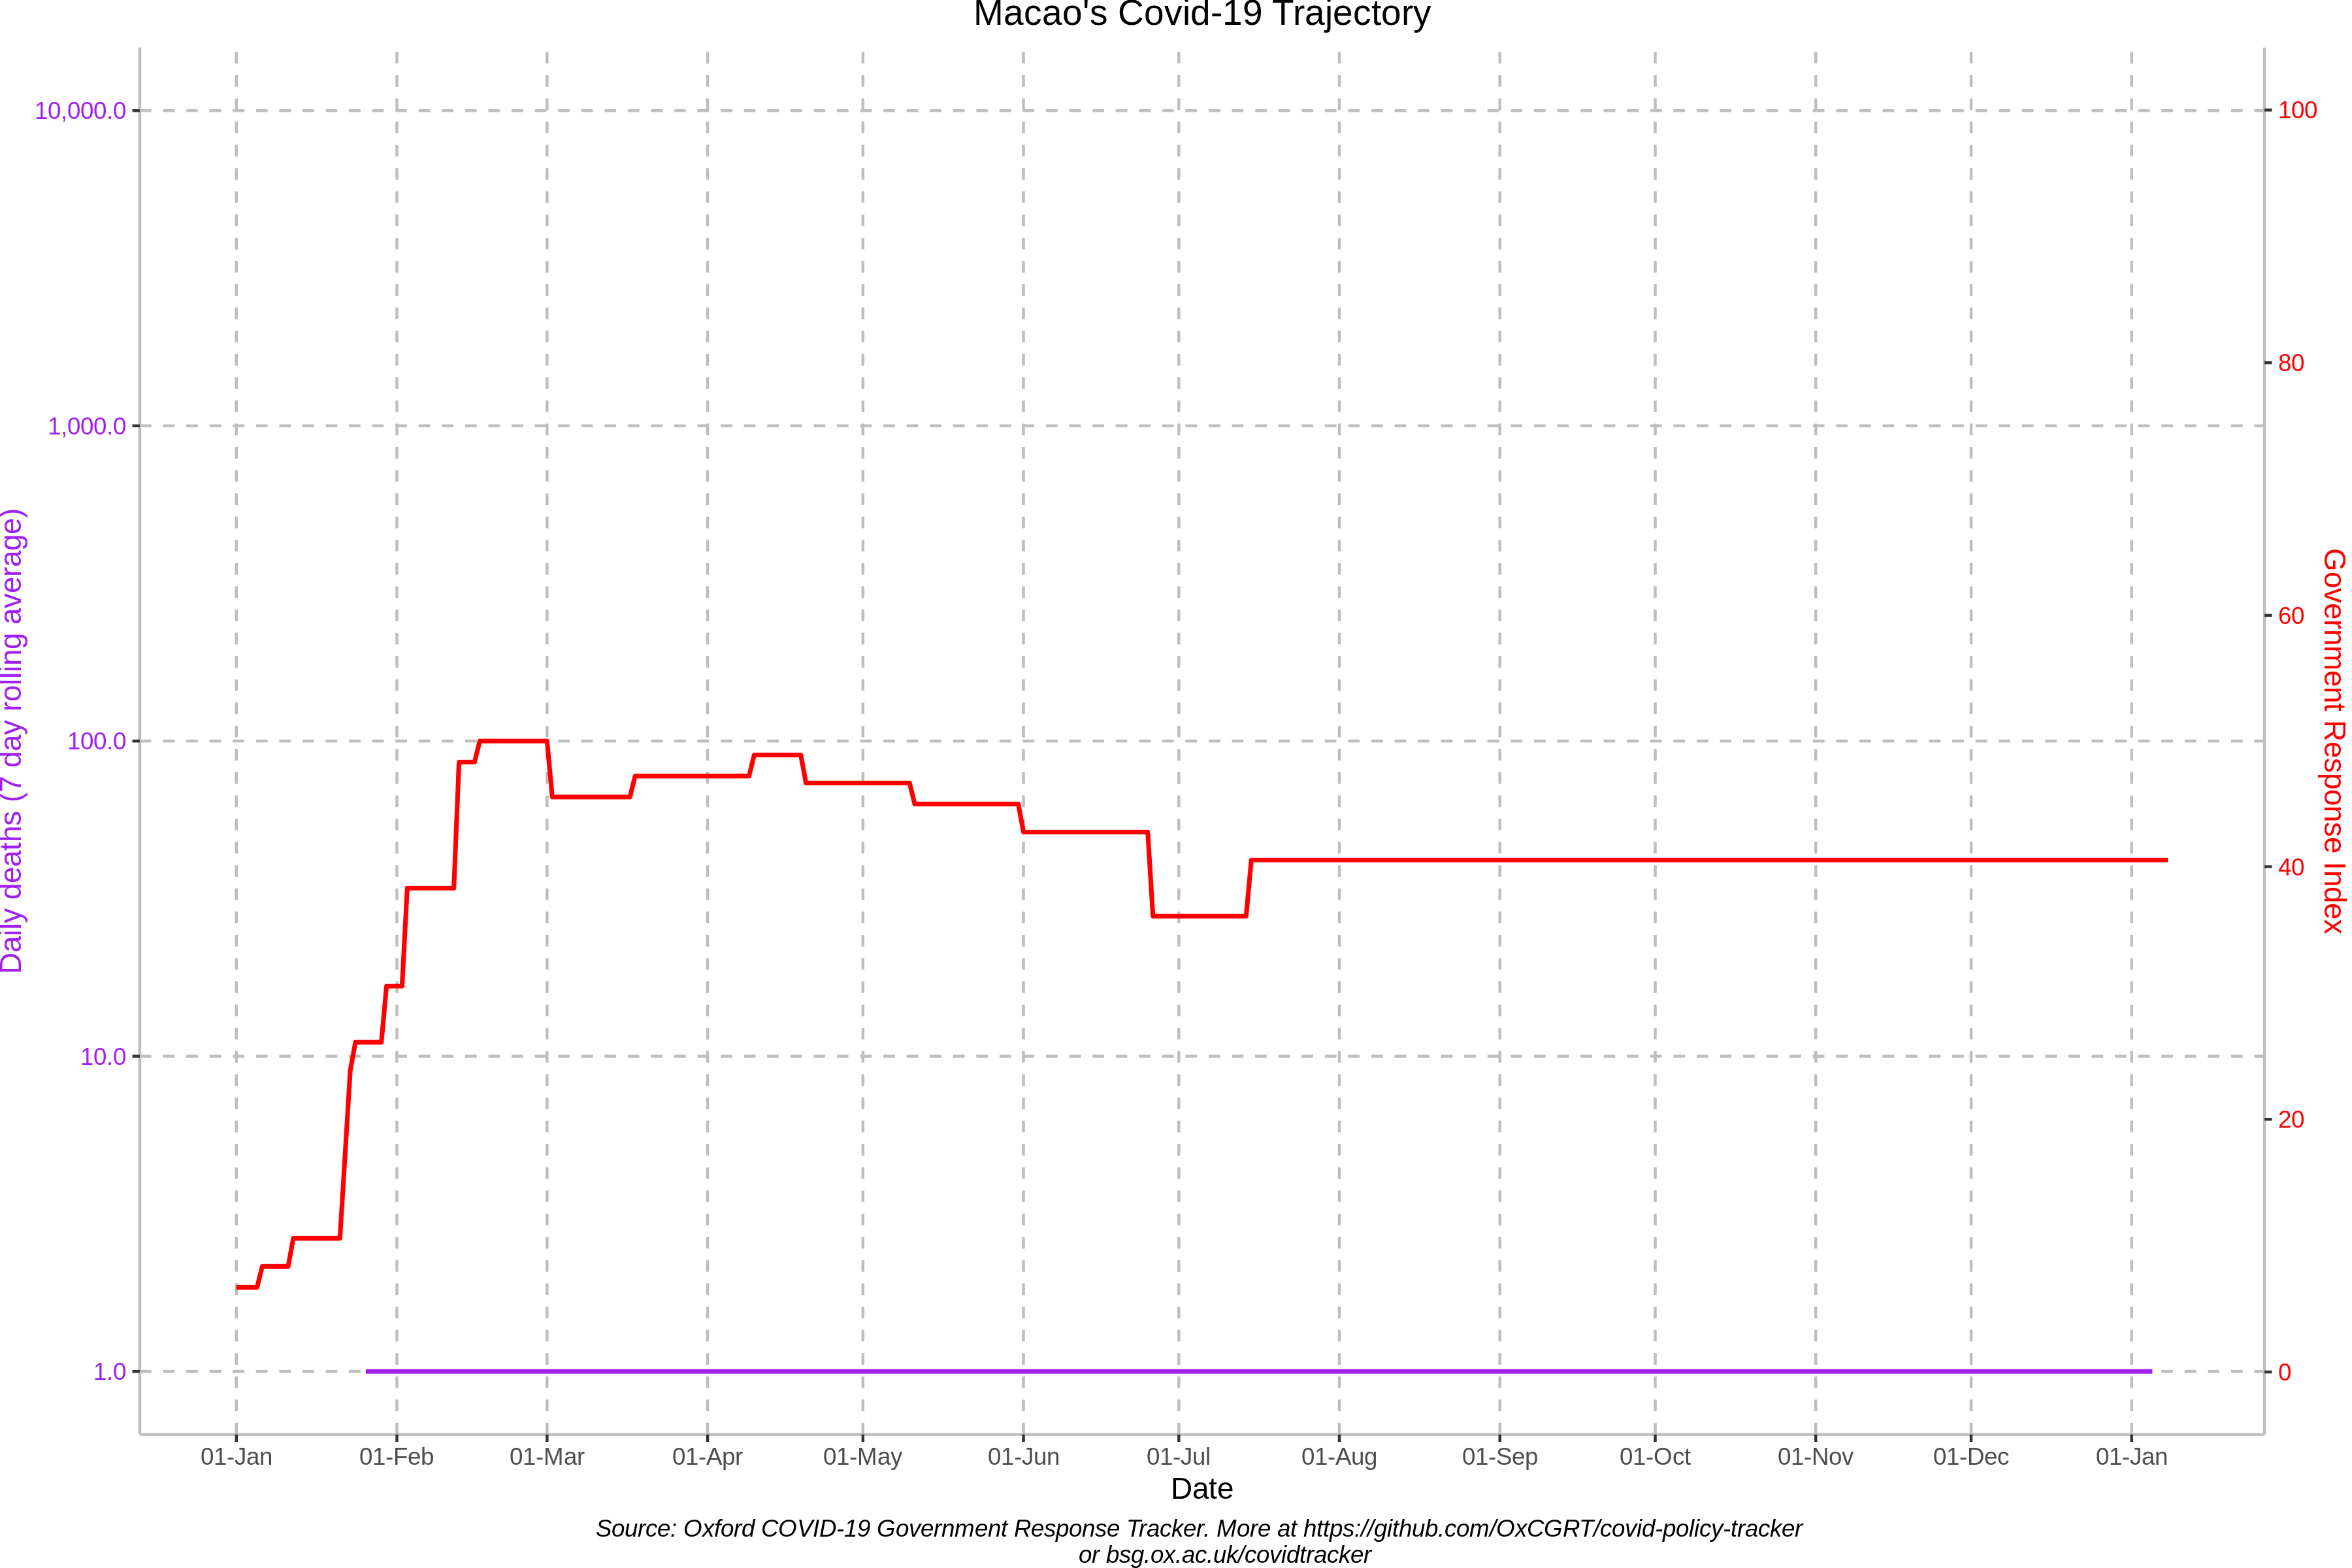 Macao's Covid-19 Trajectory
10,000.0
1,000.0
100.0
10.0
1.0
Daily deaths (7 day rolling average)
100
80
60
40
20
0
Government Response Index
01-Jan 01-Feb 01-Mar 01-Apr 01-May 01-Jun 01-Jul 01-Aug 01-Sep 01-Oct 01-Nov 01-Dec 01-Jan
Date
Source: Oxford COVID-19 Government Response Tracker. More at https://github.com/OxCGRT/covid-policy-tracker
or bsg.ox.ac.uk/covidtracker